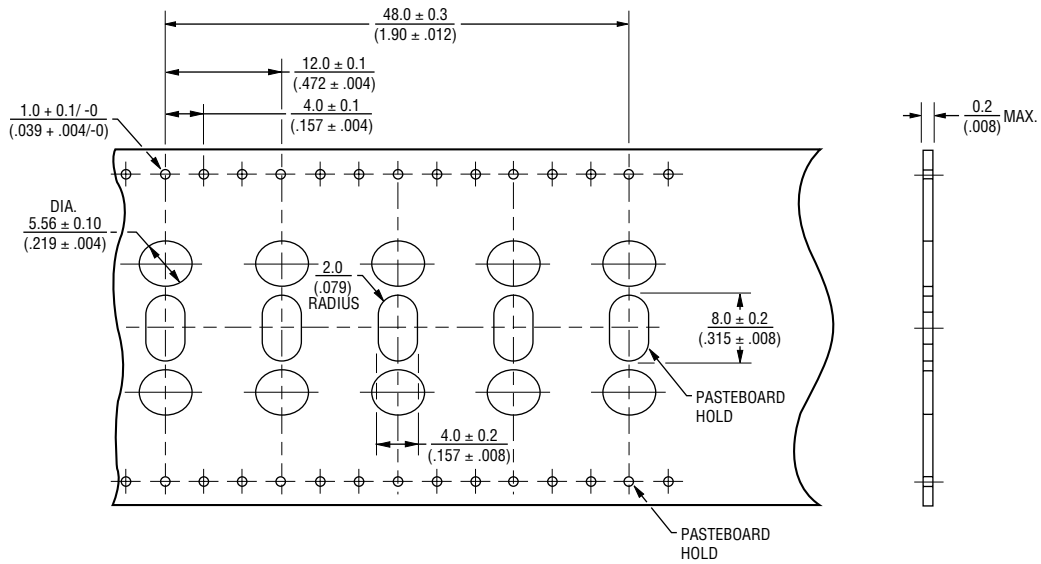 48.0 ± 0.3
(1.90 ± .012)
12.0 ± 0.1
(.472 ± .004)
4.0 ± 0.1
(.157 ± .004)
1.0 + 0.1/ -0
(.039 + .004/-0)
0.2
(.008)
MAX.
DIA.
5.56 ± 0.10
(.219 ± .004)
2.0
(.079)
RADIUS
8.0 ± 0.2
(.315 ± .008)
PASTEBOARD
HOLD
4.0 ± 0.2
(.157 ± .008)
PASTEBOARD
HOLD